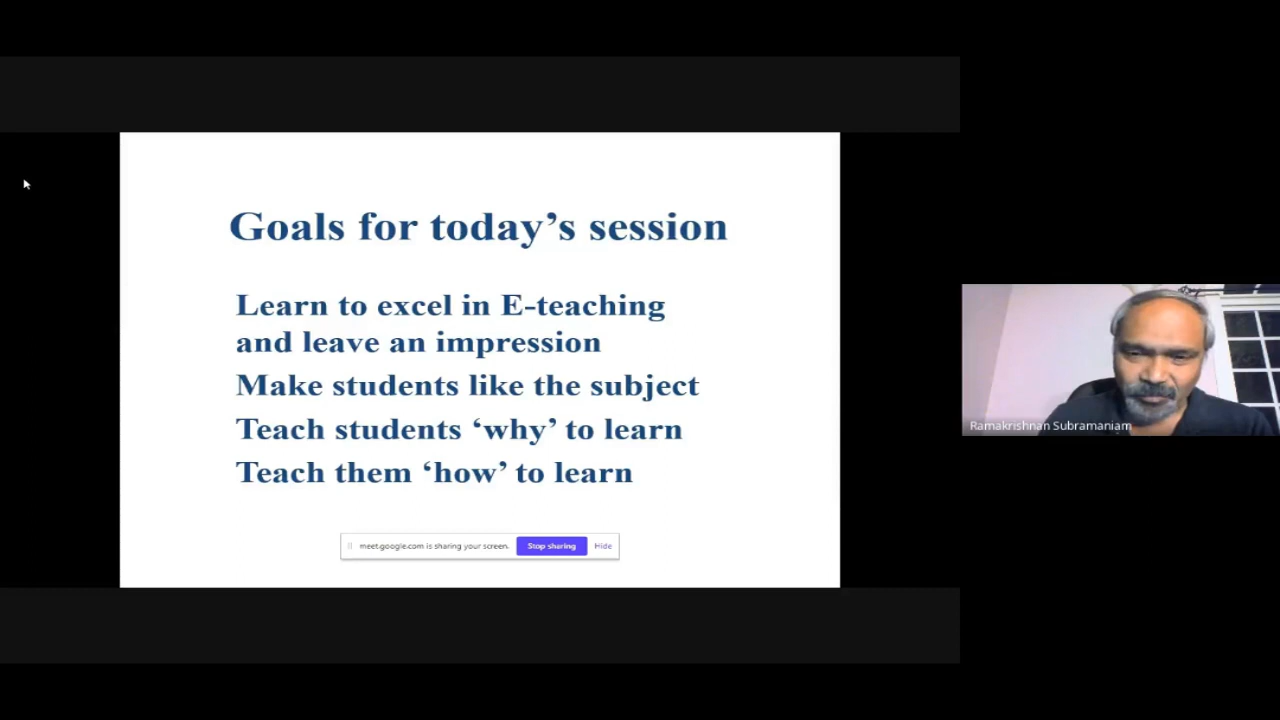 Goals for today’s session
Learn to excel in E-teaching
and leave an impression
Make students like the subject
Teach students ‘why’ to learn
Teach them ‘how’ to learn
meet.google.com is sharing your screen. Stop sharing Hide
Ramakrishnan Subramaniam